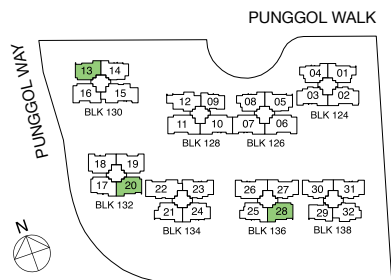 PUNGGOL WALK
PUNGGOL WAY
13 14
16 15
BLK 130
12 09
11 10
BLK 128
08 05
07 06
BLK 126
04 01
03 02
BLK 124
18 19
17 20
BLK 132
22 23
21 24
BLK 134
26 27
25 28
BLK 136
30 31
29 32
BLK 138
N